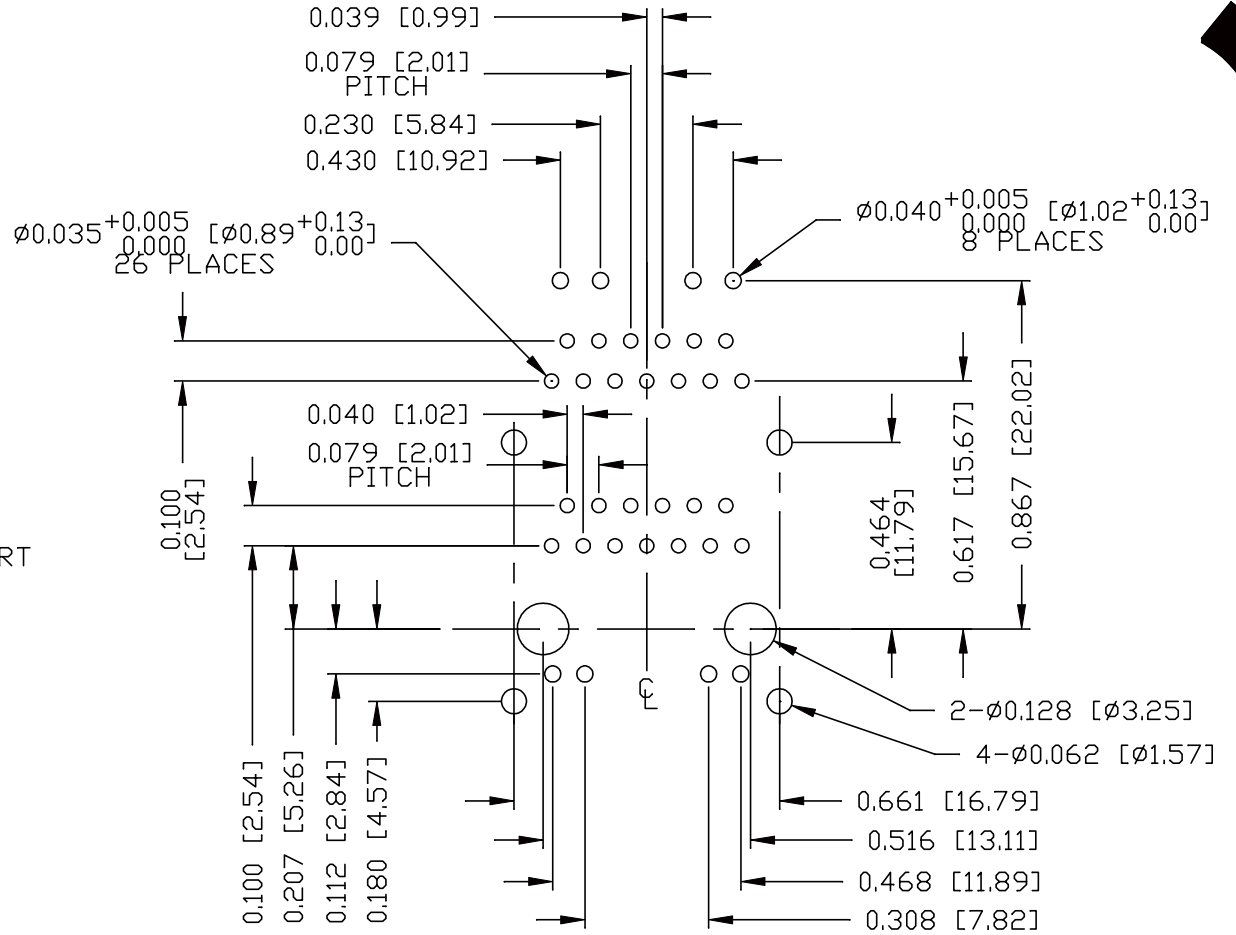 0.039 [0.99]
0.079 [2.01]
PITCH
0.230 [5.84]
0.430 [10.92]
Ø0.035+0.005 0.000 [Ø0.89+0.13 0.00]
26 PLACES
Ø0.040+0.005 0.000 [Ø1.02+0.13 0.00]
8 PLACES
0.100
[2.54]
0.040 [1.02]
0.079 [2.01]
PITCH
0.464
[11.79]
0.617 [15.67]
0.867 [22.02]
RT
CL
2-Ø0.128 [Ø3.25]
4-Ø0.062 [Ø1.57]
0.100 [2.54]
0.207 [5.26]
0.112 [2.84]
0.180 [4.57]
0.661 [16.79]
0.516 [13.11]
0.468 [11.89]
0.308 [7.82]